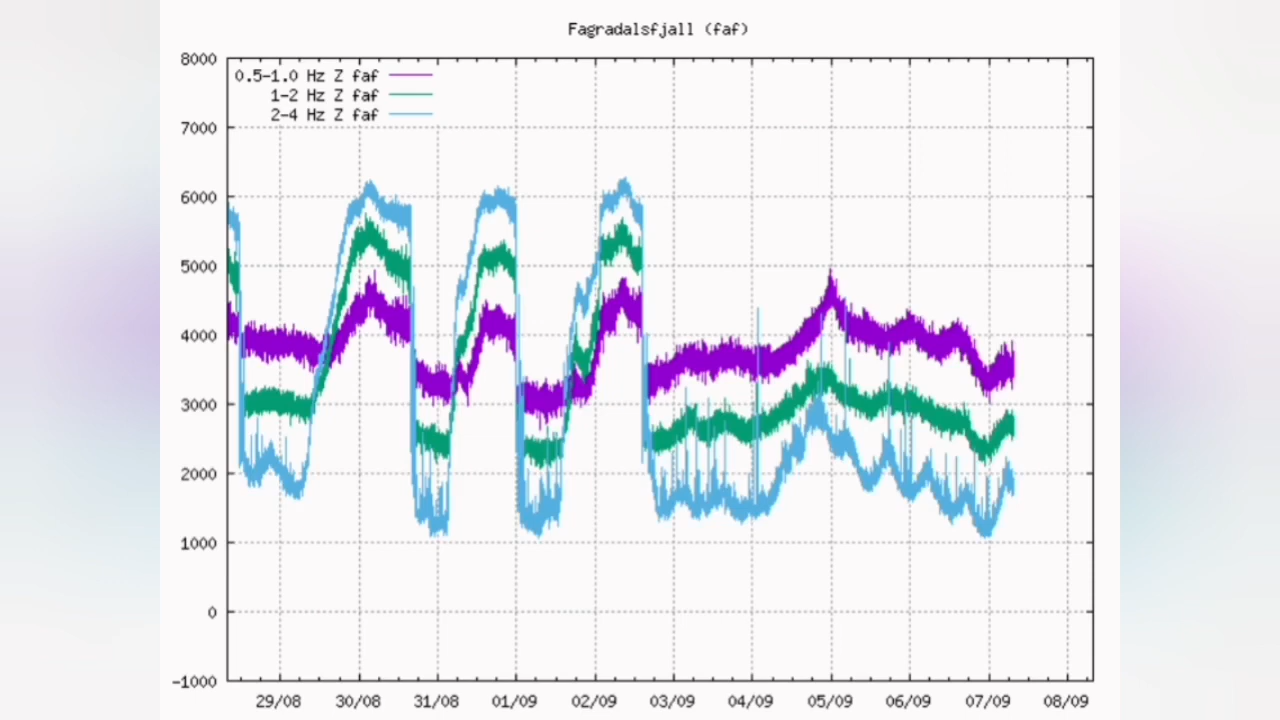 Fagradalsfjall (faf)
8000
0.5-1.0 Hz Z faf
1-2 Hz Z faf
2-4 Hz Z faf
7000
6000
5000
4000
3000
2000
1000
0
-1000
29/08 30/08 31/08 01/09 02/09 03/09 04/09 05/09 06/09 07/09 08/09